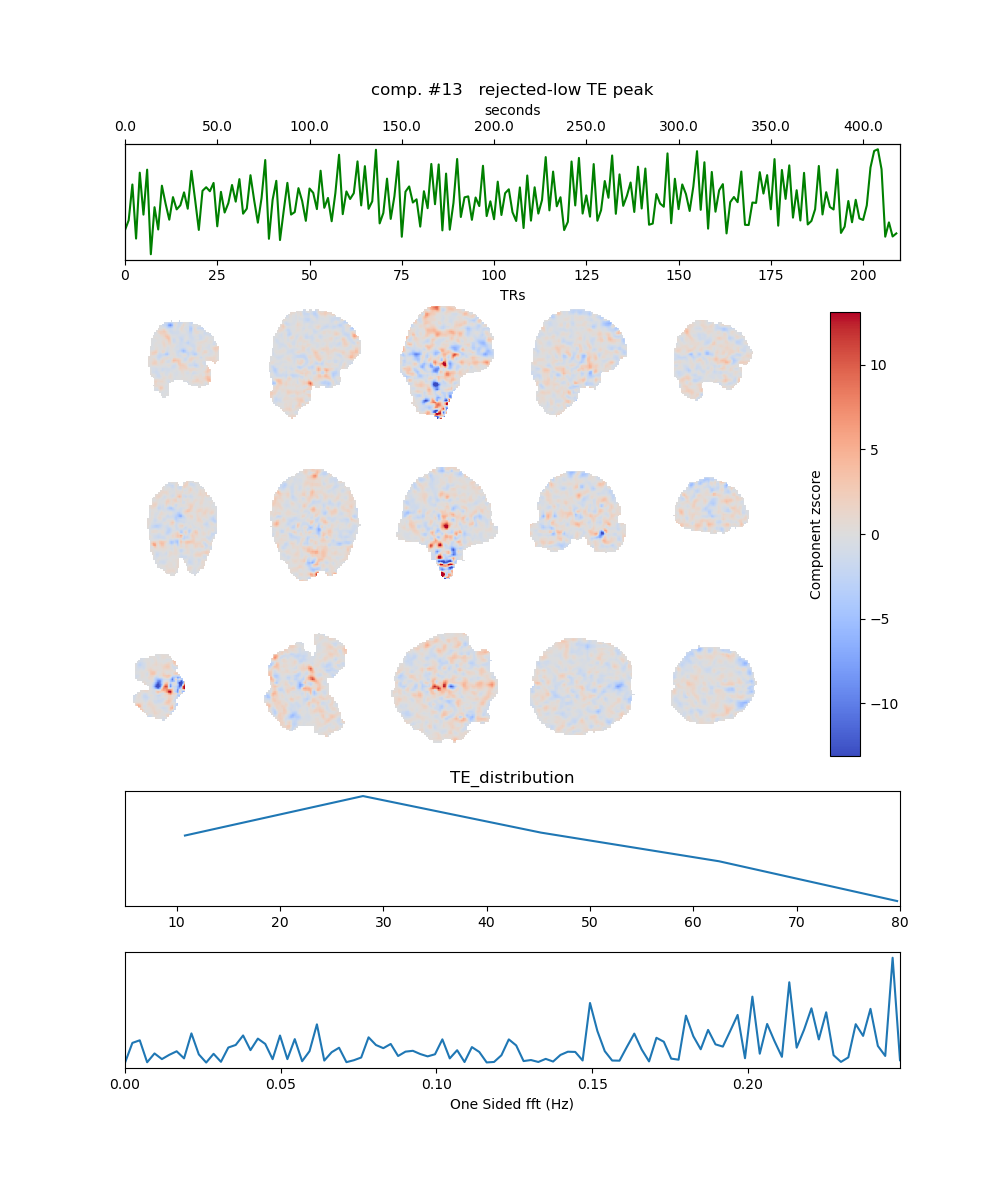 comp. #13   rejected-low TE peak
seconds
0.0 50.0 100.0 150.0 200.0 250.0 300.0 350.0 400.0
0 25 50 75 100 125 150 175 200
TRs
10
5
0
−5
−10
Component zscore
TE_distribution
10 20 30 40 50 60 70 80
0.00 0.05 0.10 0.15 0.20
One Sided fft (Hz)